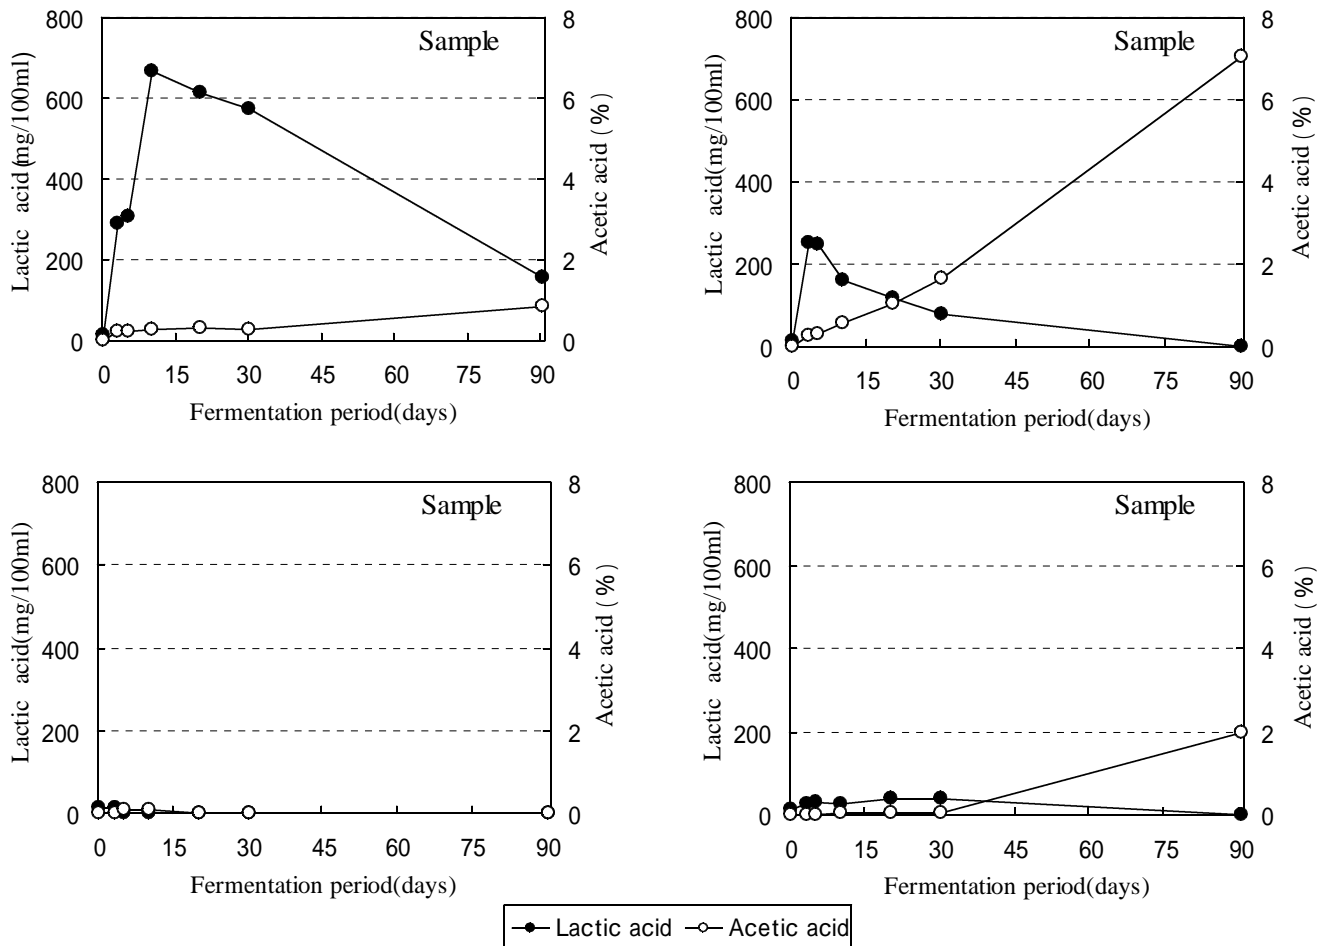 800
600
400
200
0
8
6
4
2
0
Sample
Lactic acid(mg/100ml)
Acetic acid (%)
0 15 30 45 60 75 90
Fermentation period(days)
800
600
400
200
0
8
6
4
2
0
Sample
Lactic acid(mg/100ml)
Acetic acid (%)
0 15 30 45 60 75 90
Fermentation period(days)
800
600
400
200
0
8
6
4
2
0
Sample
Lactic acid(mg/100ml)
Acetic acid (%)
0 15 30 45 60 75 90
Fermentation period(days)
800
600
400
200
0
8
6
4
2
0
Sample
Lactic acid(mg/100ml)
Acetic acid (%)
0 15 30 45 60 75 90
Fermentation period(days)
Lactic acid Acetic acid